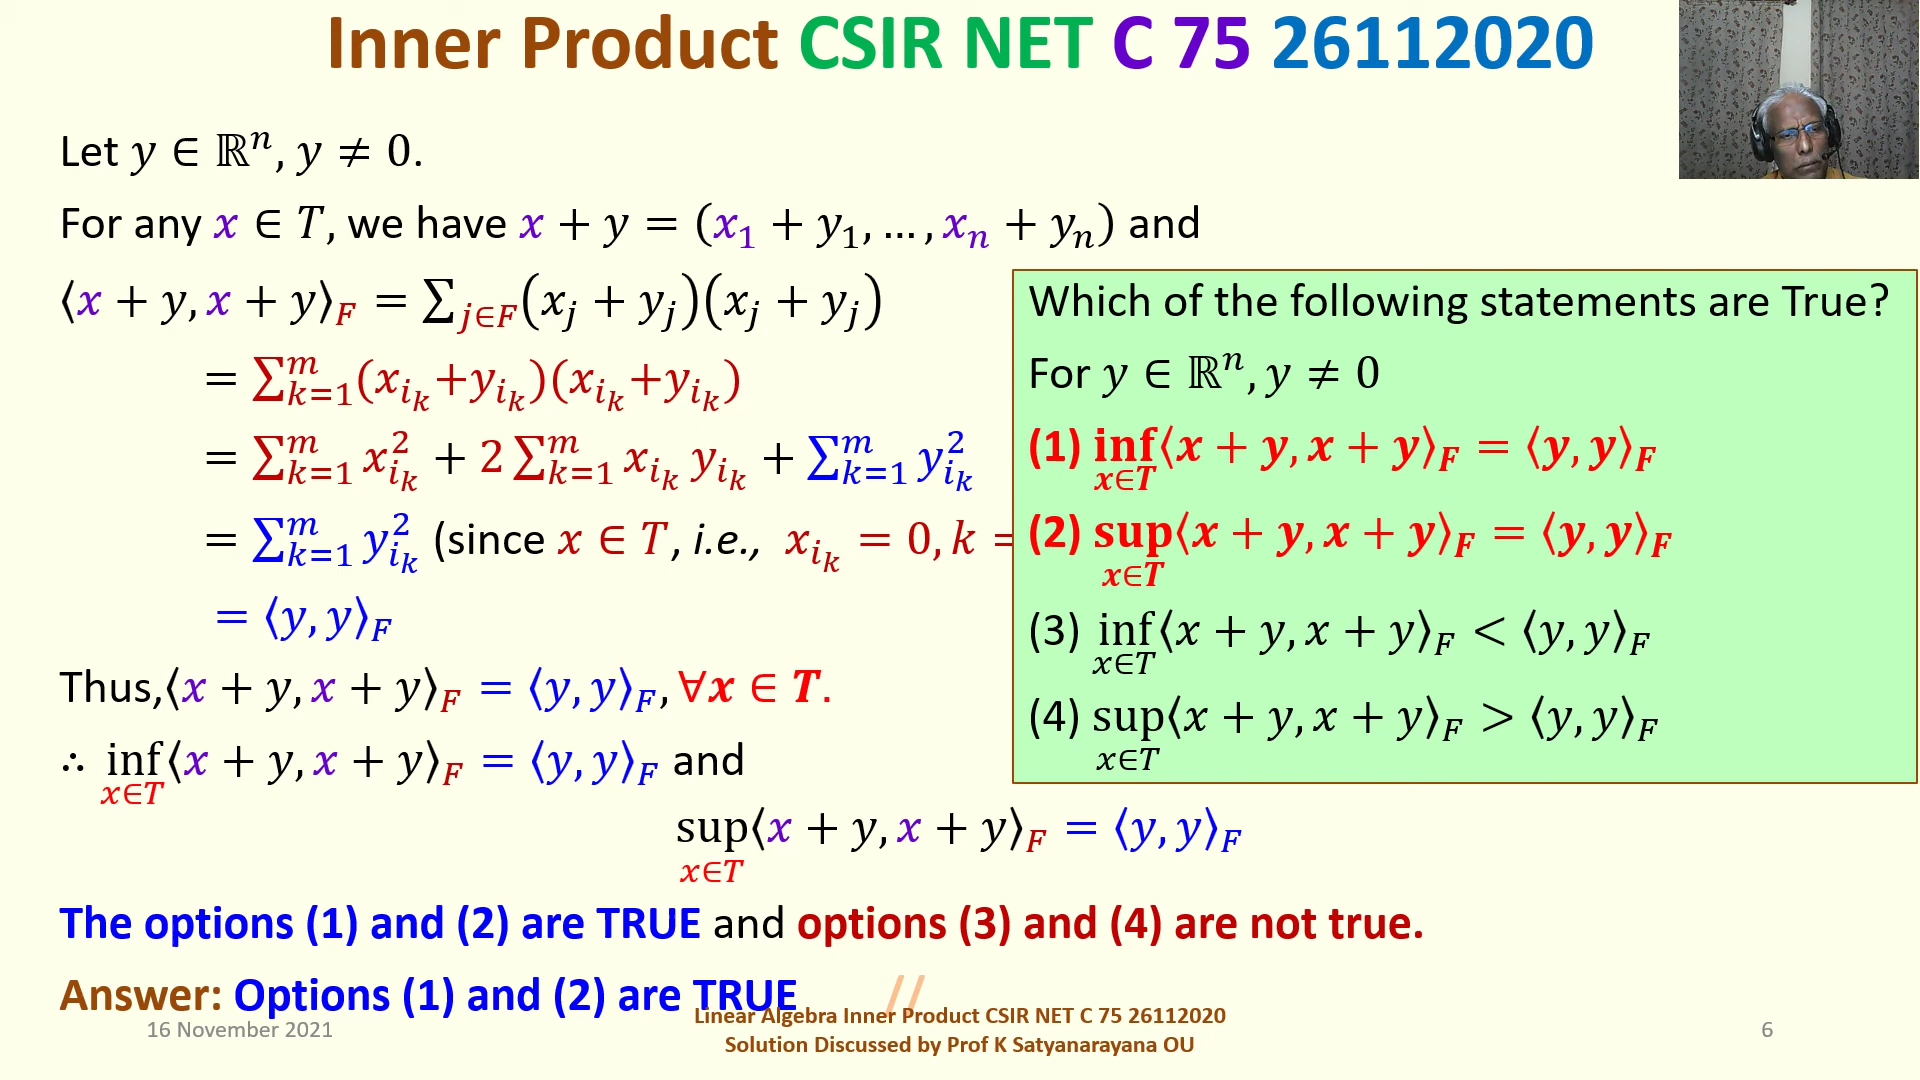 Inner Product CSIR NET C 75 26112020
Let y ∈ ℝⁿ, y ≠ 0.
For any x ∈ T, we have x + y = (x₁ + y₁, … , xₙ + yₙ) and
⟨x + y, x + y⟩_F = ∑_{j∈F}(x_j + y_j)(x_j + y_j)
= ∑_{k=1}^{m}(x_{i_k}+y_{i_k})(x_{i_k}+y_{i_k})
= ∑_{k=1}^{m} x_{i_k}^2 + 2 ∑_{k=1}^{m} x_{i_k} y_{i_k} + ∑_{k=1}^{m} y_{i_k}^2
= ∑_{k=1}^{m} y_{i_k}^2 (since x ∈ T, i.e., x_{i_k} = 0, k =
= ⟨y, y⟩_F
Thus,⟨x + y, x + y⟩_F = ⟨y, y⟩_F, ∀x ∈ T.
∴ inf_{x∈T}⟨x + y, x + y⟩_F = ⟨y, y⟩_F and
sup_{x∈T}⟨x + y, x + y⟩_F = ⟨y, y⟩_F
Which of the following statements are True?
For y ∈ ℝⁿ, y ≠ 0
(1) inf_{x∈T}⟨x + y, x + y⟩_F = ⟨y, y⟩_F
(2) sup_{x∈T}⟨x + y, x + y⟩_F = ⟨y, y⟩_F
(3) inf_{x∈T}⟨x + y, x + y⟩_F < ⟨y, y⟩_F
(4) sup_{x∈T}⟨x + y, x + y⟩_F > ⟨y, y⟩_F
The options (1) and (2) are TRUE and options (3) and (4) are not true.
Answer: Options (1) and (2) are TRUE //
16 November 2021
Linear Algebra Inner Product CSIR NET C 75 26112020
Solution Discussed by Prof K Satyanarayana OU
6